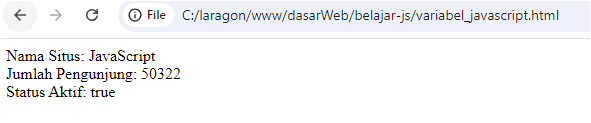 File C:/laragon/www/dasarWeb/belajar-js/variabel_javascript.html
Nama Situs: JavaScript
Jumlah Pengunjung: 50322
Status Aktif: true